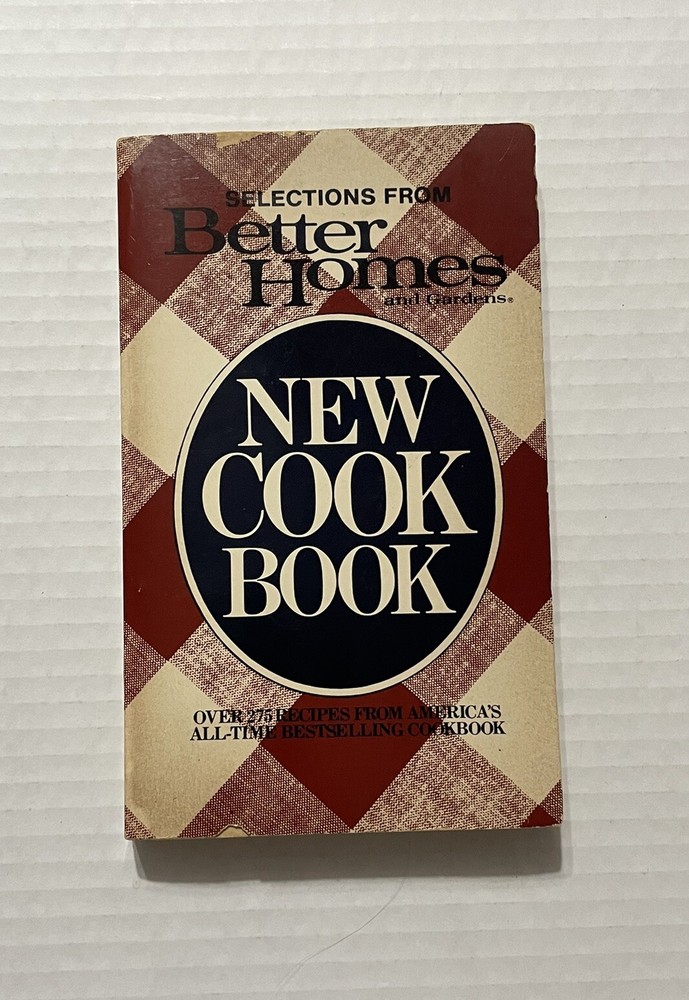 SELECTIONS FROM
Better
Homes
and Gardens®
NEW
COOK
BOOK
OVER 275 RECIPES FROM AMERICA'S
ALL-TIME BESTSELLING COOKBOOK